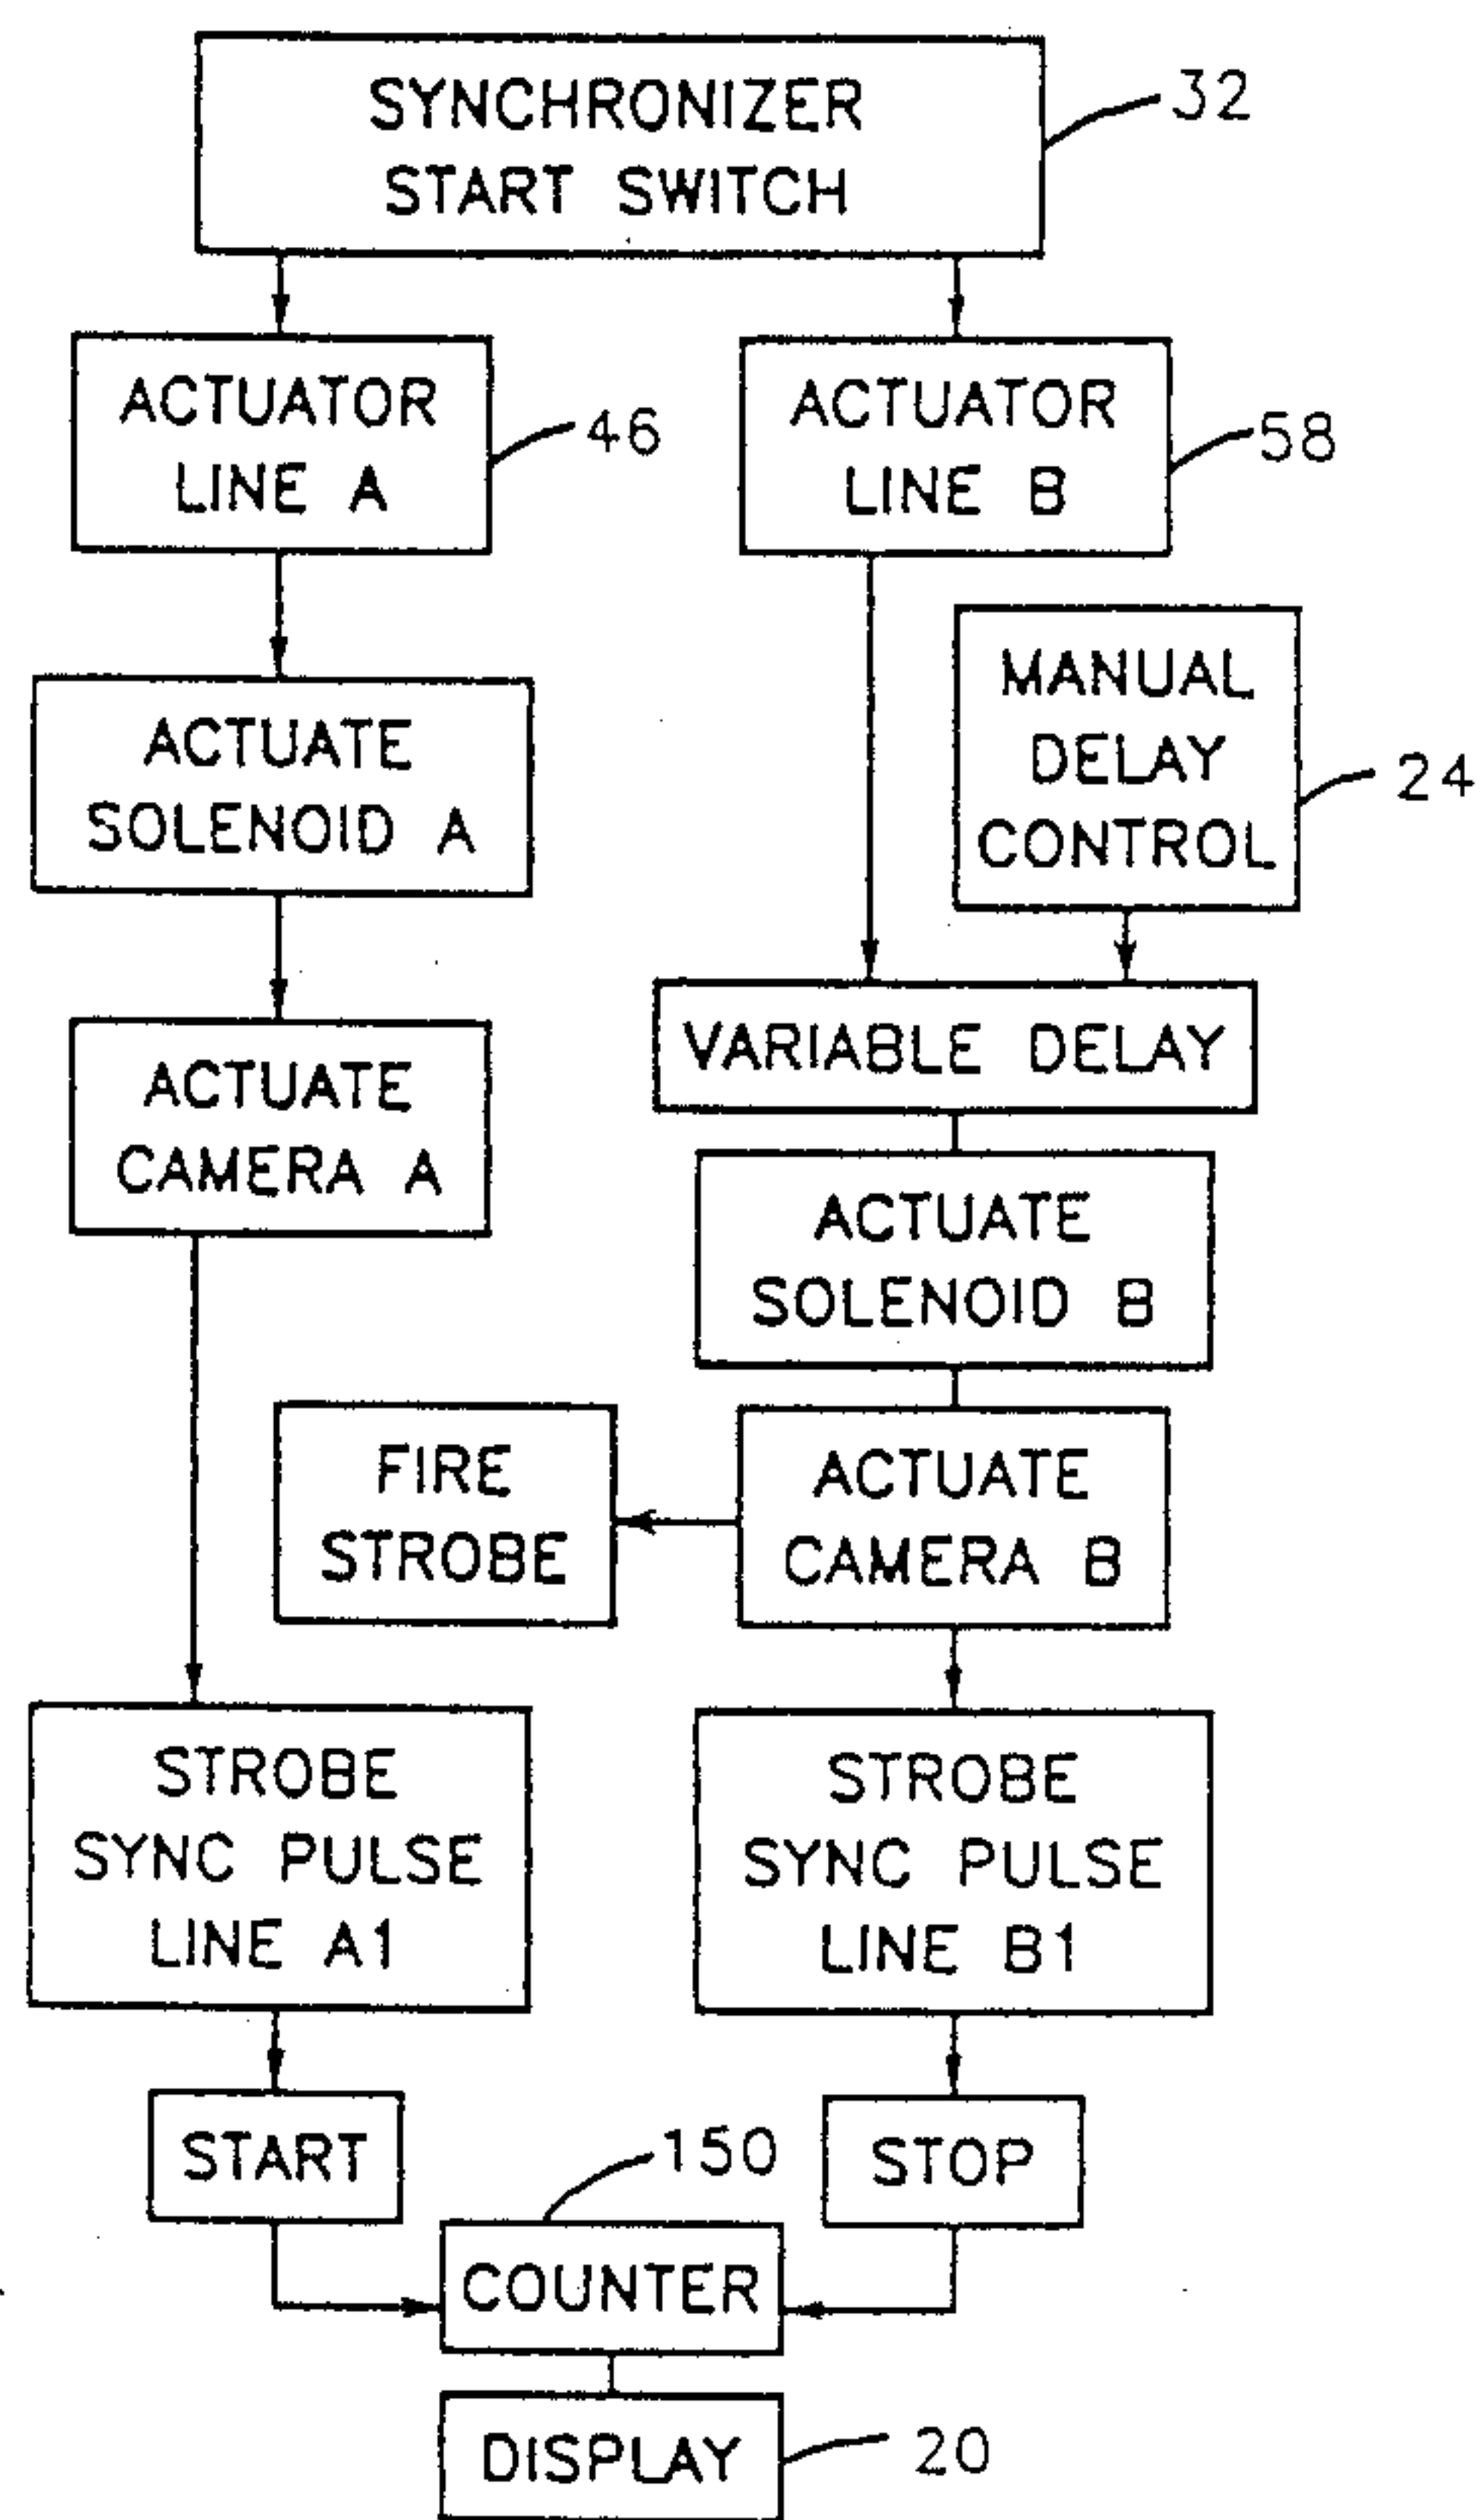 SYNCHRONIZER
START SWITCH
32
ACTUATOR
LINE A
46
ACTUATOR
LINE B
58
MANUAL
DELAY
CONTROL
24
ACTUATE
SOLENOID A
VARIABLE DELAY
ACTUATE
CAMERA A
ACTUATE
SOLENOID B
FIRE
STROBE
ACTUATE
CAMERA B
STROBE
SYNC PULSE
LINE A1
STROBE
SYNC PULSE
LINE B1
START
150
STOP
COUNTER
DISPLAY
20